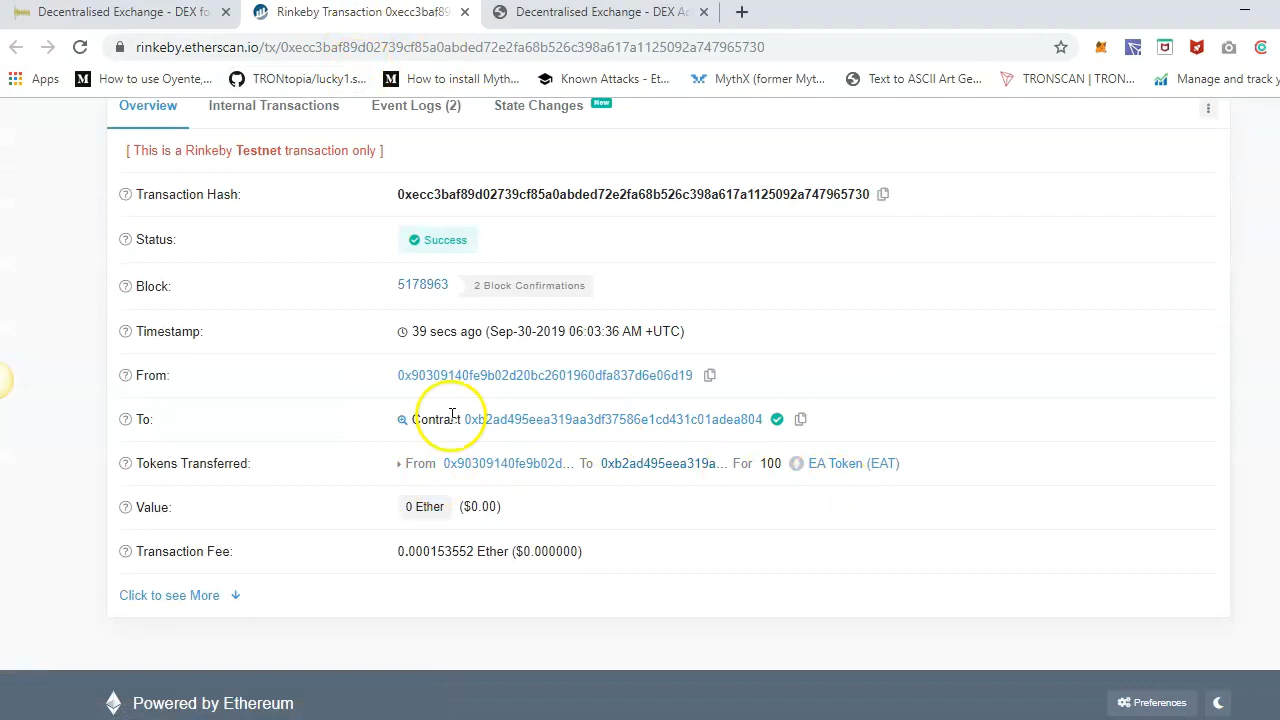 Decentralised Exchange - DEX fo
Rinkeby Transaction 0xecc3baf89
Decentralised Exchange - DEX Ac
rinkeby.etherscan.io/tx/0xecc3baf89d02739cf85a0abded72e2fa68b526c398a617a1125092a747965730
Apps
How to use Oyente,...
TRONtopia/lucky1.s...
How to install Myth...
Known Attacks - Et...
MythX (former Myt...
Text to ASCII Art Ge...
TRONSCAN | TRON...
Manage and track y
Overview
Internal Transactions
Event Logs (2)
State Changes
New
[ This is a Rinkeby Testnet transaction only ]
Transaction Hash: 0xecc3baf89d02739cf85a0abded72e2fa68b526c398a617a1125092a747965730
Status: Success
Block: 5178963 2 Block Confirmations
Timestamp: 39 secs ago (Sep-30-2019 06:03:36 AM +UTC)
From: 0x90309140fe9b02d20bc2601960dfa837d6e06d19
To: Contract 0xb2ad495eea319aa3df37586e1cd431c01adea804
Tokens Transferred: From 0x90309140fe9b02d... To 0xb2ad495eea319a... For 100 EA Token (EAT)
Value: 0 Ether ($0.00)
Transaction Fee: 0.000153552 Ether ($0.000000)
Click to see More
Powered by Ethereum
Preferences